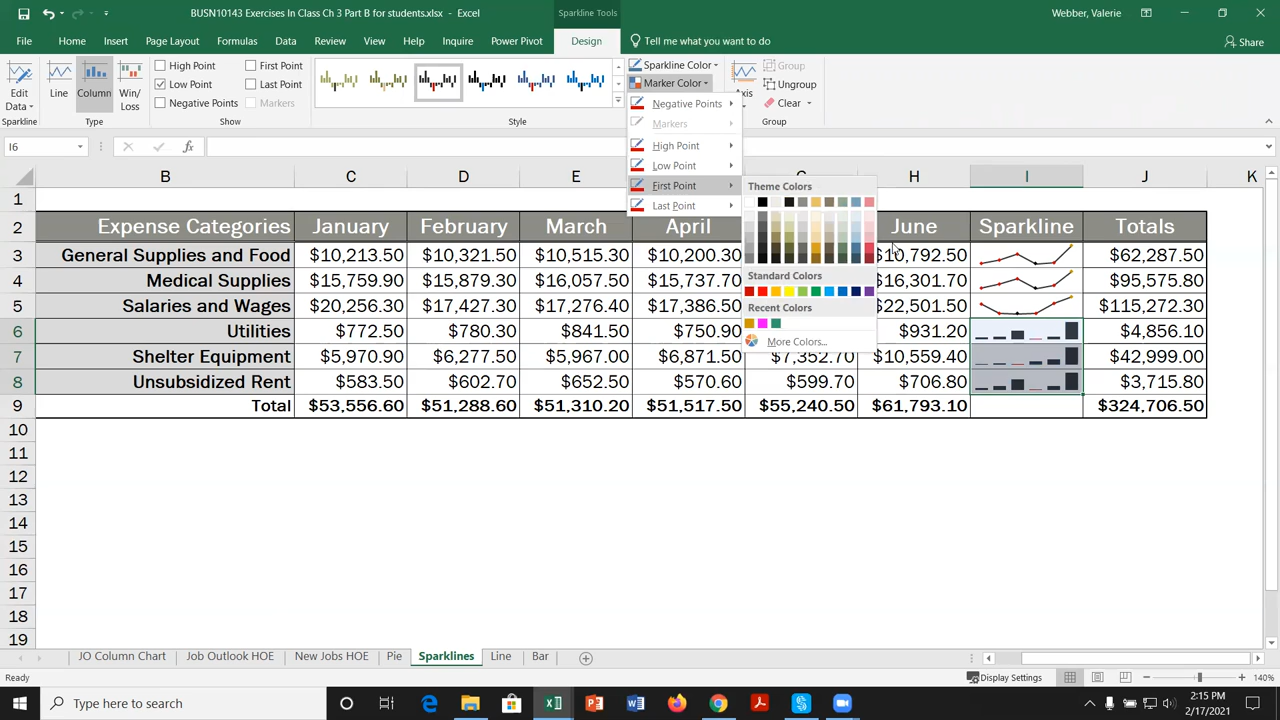 BUSN10143 Exercises In Class Ch 3 Part B for students.xlsx - Excel
Sparkline Tools
Webber, Valerie
File Home Insert Page Layout Formulas Data Review View Help Inquire Power Pivot Design Tell me what you want to do Share
Edit Data
Line
Column
Win/Loss
High Point
First Point
Low Point
Last Point
Negative Points
Markers
Sparkline Color
Marker Color
Axis
Group
Ungroup
Clear
Sparkline Type Show Style Group
Negative Points
Markers
High Point
Low Point
First Point
Last Point
Theme Colors
Standard Colors
Recent Colors
More Colors...
I6
B C D E F G H I J K
1
2 Expense Categories January February March April June Sparkline Totals
3 General Supplies and Food $10,213.50 $10,321.50 $10,515.30 $10,200.30 $62,287.50
4 Medical Supplies $15,759.90 $15,879.30 $16,057.50 $15,737.70 $16,301.70 $95,575.80
5 Salaries and Wages $20,256.30 $17,427.30 $17,276.40 $17,386.50 $22,501.50 $115,272.30
6 Utilities $772.50 $780.30 $841.50 $750.90 $931.20 $4,856.10
7 Shelter Equipment $5,970.90 $6,277.50 $5,967.00 $6,871.50 $7,352.70 $10,559.40 $42,999.00
8 Unsubsidized Rent $583.50 $602.70 $652.50 $570.60 $599.70 $706.80 $3,715.80
9 Total $53,556.60 $51,288.60 $51,310.20 $51,517.50 $55,240.50 $61,793.10 $324,706.50
10
11
12
13
14
15
16
17
18
19
JO Column Chart Job Outlook HOE New Jobs HOE Pie Sparklines Line Bar
Ready Display Settings 140%
Type here to search
2:15 PM
2/17/2021